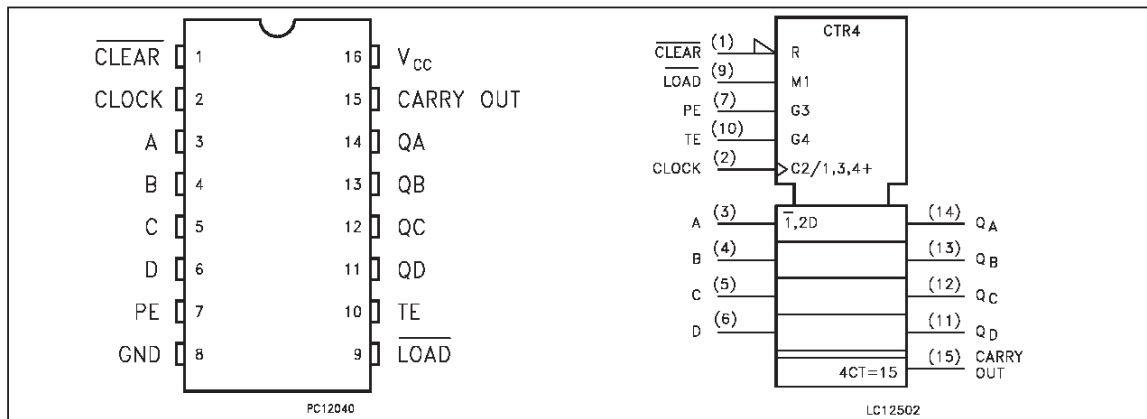 CLEAR 1 16 VCC
CLOCK 2 15 CARRY OUT
A 3 14 QA
B 4 13 QB
C 5 12 QC
D 6 11 QD
PE 7 10 TE
GND 8 9 LOAD
PC12040
CTR4
CLEAR (1) R
LOAD (9) M1
PE (7) G3
TE (10) G4
CLOCK (2) C2/1,3,4+
A (3) 1,2D (14) QA
B (4) (13) QB
C (5) (12) QC
D (6) (11) QD
4CT=15 (15) CARRY
OUT
LC12502